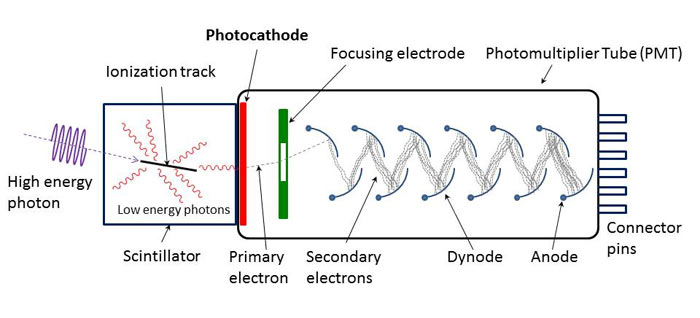 Photocathode
Focusing electrode
Photomultiplier Tube (PMT)
Ionization track
High energy
photon
Low energy photons
Scintillator
Primary
electron
Secondary
electrons
Dynode
Anode
Connector
pins